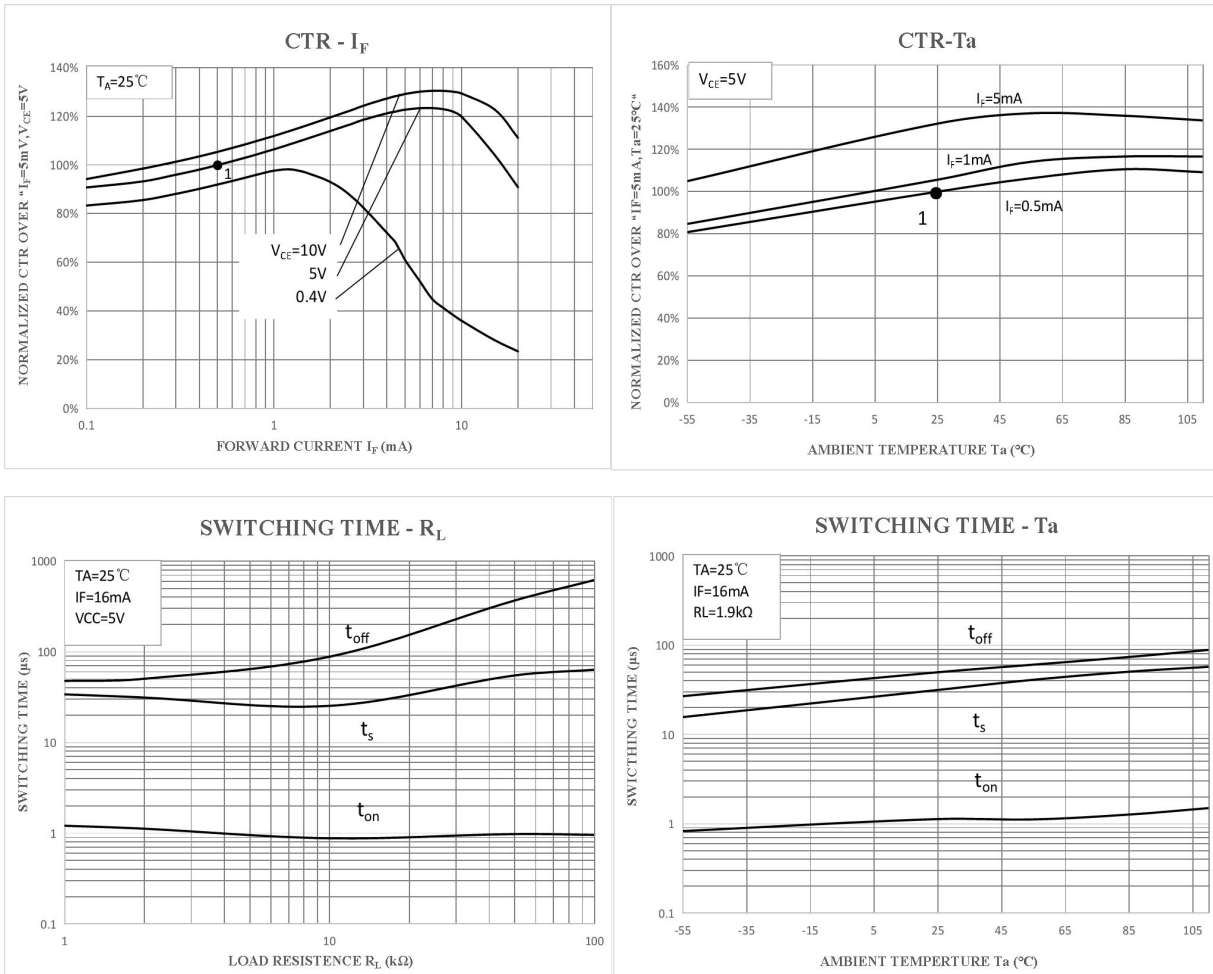 CTR - IF
TA=25℃
NORMALIZED CTR OVER "IF=5mV,VCE=5V
140%
120%
100%
80%
60%
40%
20%
0%
1
VCE=10V
5V
0.4V
0.1
1
10
FORWARD CURRENT IF (mA)
CTR-Ta
VCE=5V
NORMALIZED CTR OVER "IF=5mA,Ta=25°C"
160%
140%
120%
100%
80%
60%
40%
20%
0%
IF=5mA
IF=1mA
IF=0.5mA
1
-55
-35
-15
5
25
45
65
85
105
AMBIENT TEMPERATURE Ta (°C)
SWITCHING TIME - RL
TA=25℃
IF=16mA
VCC=5V
SWITCHING TIME (μs)
1000
100
10
1
0.1
toff
ts
ton
1
10
100
LOAD RESISTENCE RL (kΩ)
SWITCHING TIME - Ta
TA=25℃
IF=16mA
RL=1.9kΩ
SWICTHING TIME (μs)
1000
100
10
1
0.1
toff
ts
ton
-55
-35
-15
5
25
45
65
85
105
AMBIENT TEMPERTURE Ta (°C)